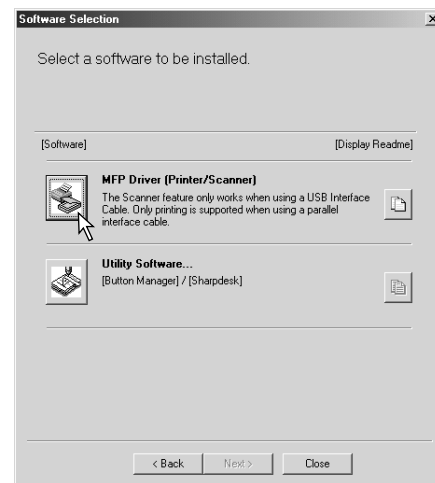 Software Selection
Select a software to be installed.
[Software] [Display Readme]
MFP Driver (Printer/Scanner)
The Scanner feature only works when using a USB Interface
Cable. Only printing is supported when using a parallel
interface cable.
Utility Software...
[Button Manager] / [Sharpdesk]
< Back Next > Close